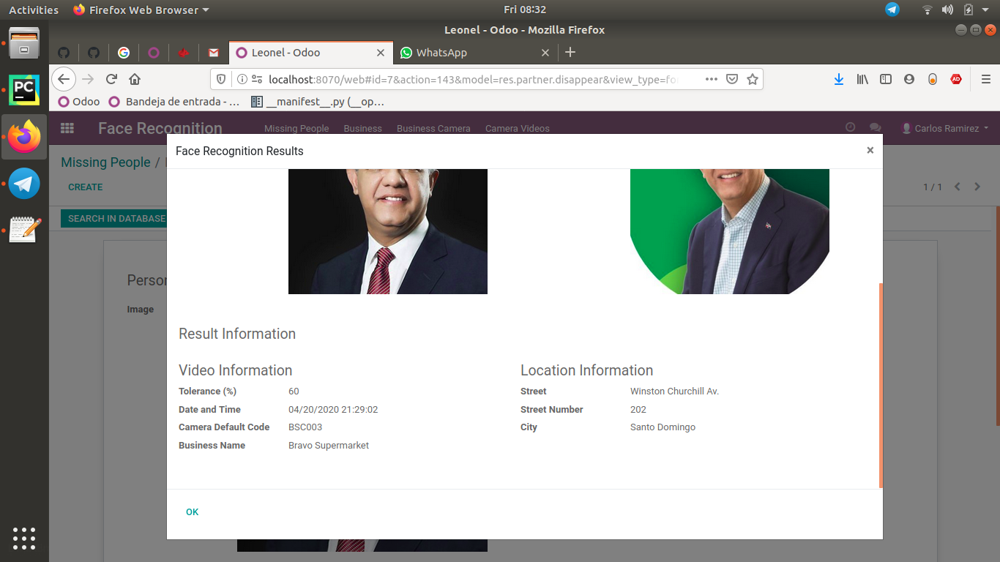 Activities Firefox Web Browser Fri 08:32
Leonel - Odoo - Mozilla Firefox
Leonel - Odoo WhatsApp
localhost:8070/web#id=7&action=143&model=res.partner.disappear&view_type=fo
Odoo Bandeja de entrada - … __manifest__.py (__op…
Face Recognition Missing People Business Business Camera Camera Videos Carlos Ramirez
Face Recognition Results ×
Missing People /
CREATE 1 / 1
SEARCH IN DATABASE
Image
Result Information
Video Information Location Information
Tolerance (%) 60 Street Winston Churchill Av.
Date and Time 04/20/2020 21:29:02 Street Number 202
Camera Default Code BSC003 City Santo Domingo
Business Name Bravo Supermarket
OK
PC
AD